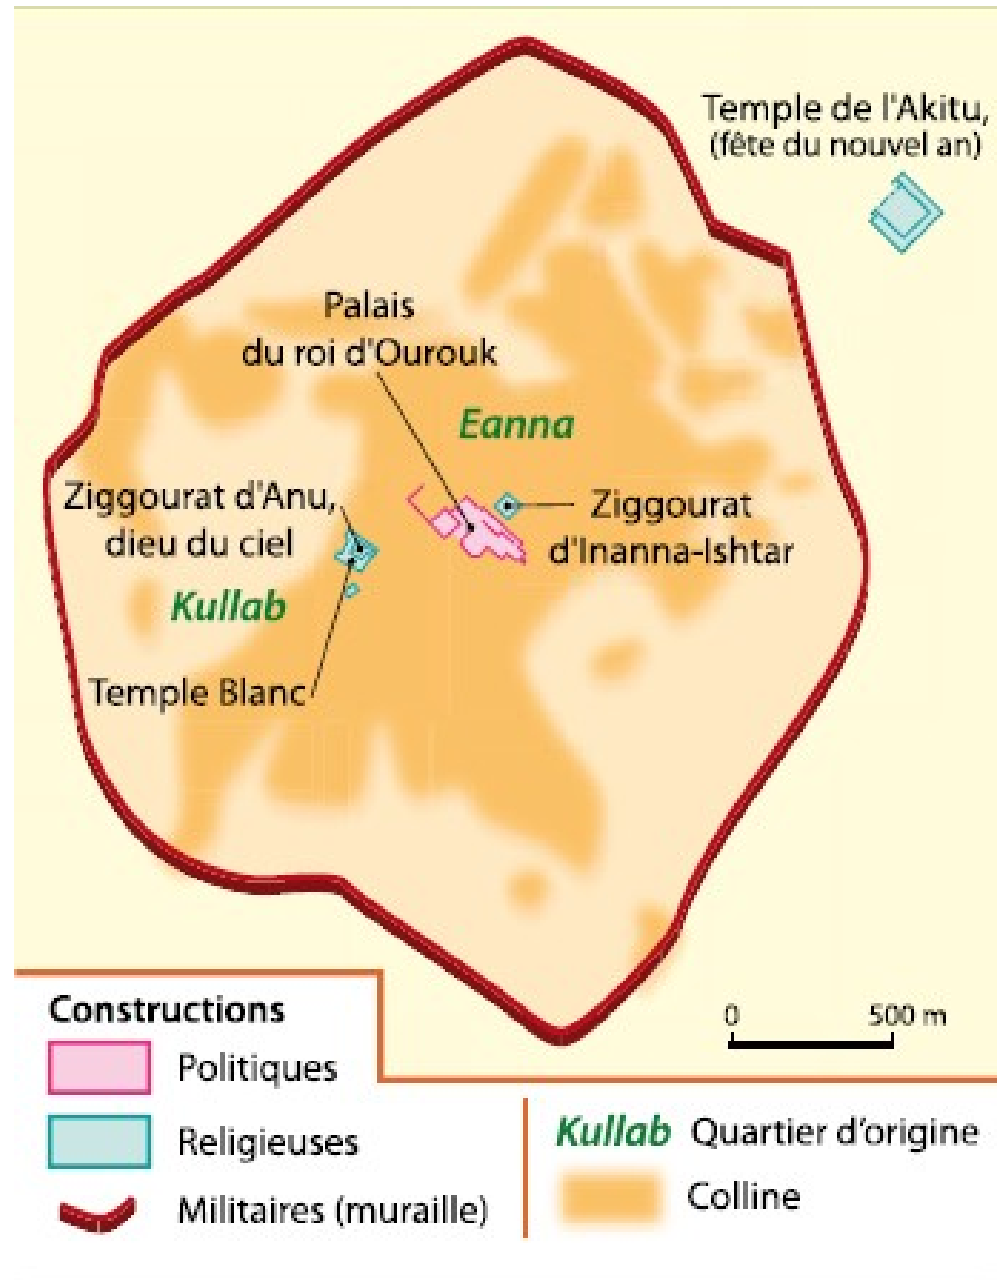 Temple de l'Akitu,
(fête du nouvel an)
Palais
du roi d'Ourouk
Eanna
Ziggourat d'Anu,
dieu du ciel
Ziggourat
d'Inanna-Ishtar
Kullab
Temple Blanc
0 500 m
Constructions
Politiques
Religieuses
Militaires (muraille)
Kullab Quartier d'origine
Colline